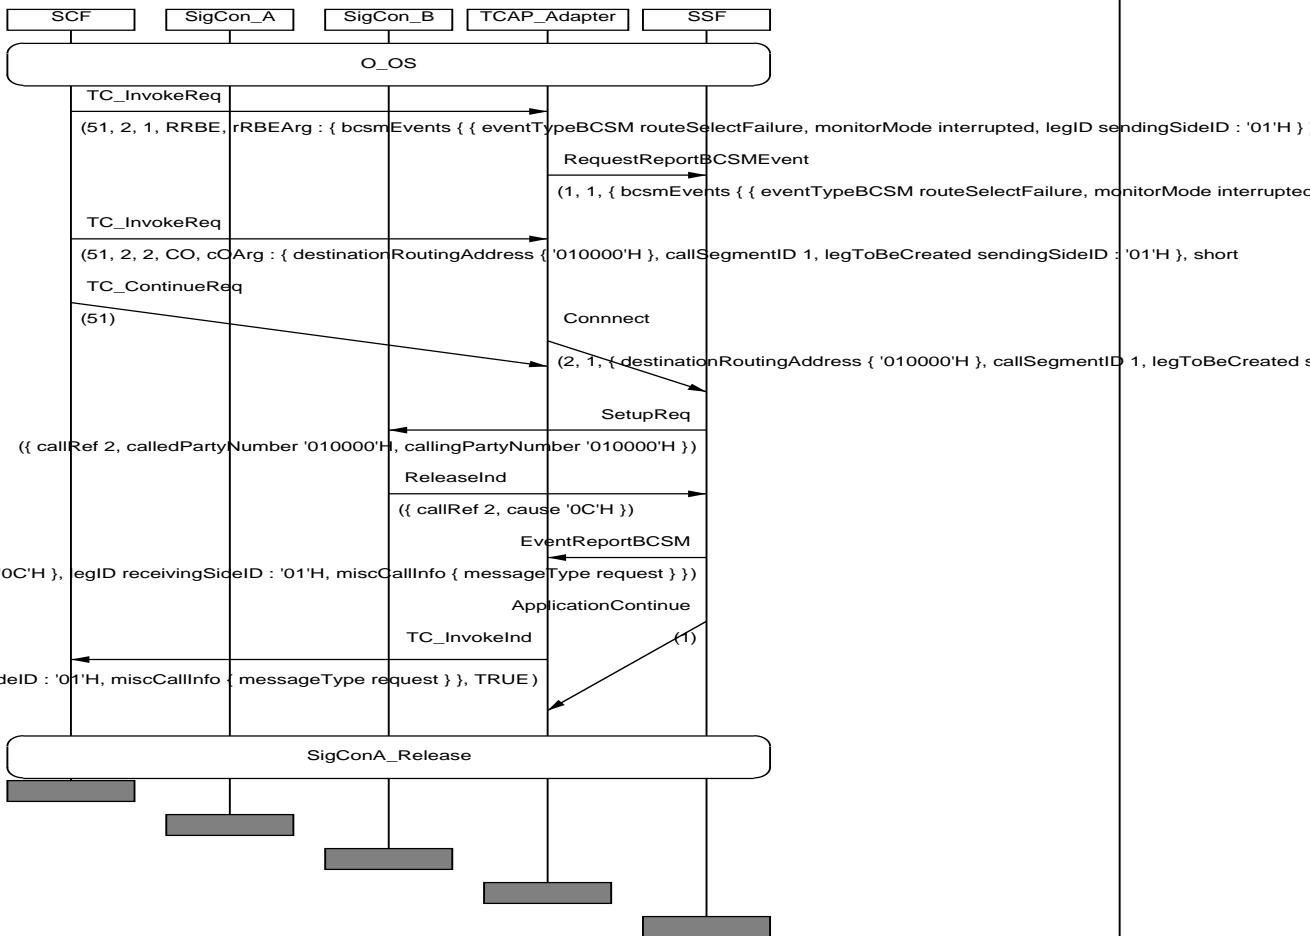 SCF SigCon_A SigCon_B TCAP_Adapter SSF
O_OS
TC_InvokeReq
(51, 2, 1, RRBE, rRBEArg : { bcsmEvents { { eventTypeBCSM routeSelectFailure, monitorMode interrupted, legID sendingSideID : '01'H }
RequestReportBCSMEvent
(1, 1, { bcsmEvents { { eventTypeBCSM routeSelectFailure, monitorMode interrupted
TC_InvokeReq
(51, 2, 2, CO, cOArg : { destinationRoutingAddress { '010000'H }, callSegmentID 1, legToBeCreated sendingSideID : '01'H }, short
TC_ContinueReq
(51)
Connnect
(2, 1, { destinationRoutingAddress { '010000'H }, callSegmentID 1, legToBeCreated s
SetupReq
({ callRef 2, calledPartyNumber '010000'H, callingPartyNumber '010000'H })
ReleaseInd
({ callRef 2, cause '0C'H })
EventReportBCSM
'0C'H }, legID receivingSideID : '01'H, miscCallInfo { messageType request } })
ApplicationContinue
(1)
TC_InvokeInd
deID : '01'H, miscCallInfo { messageType request } }, TRUE)
SigConA_Release